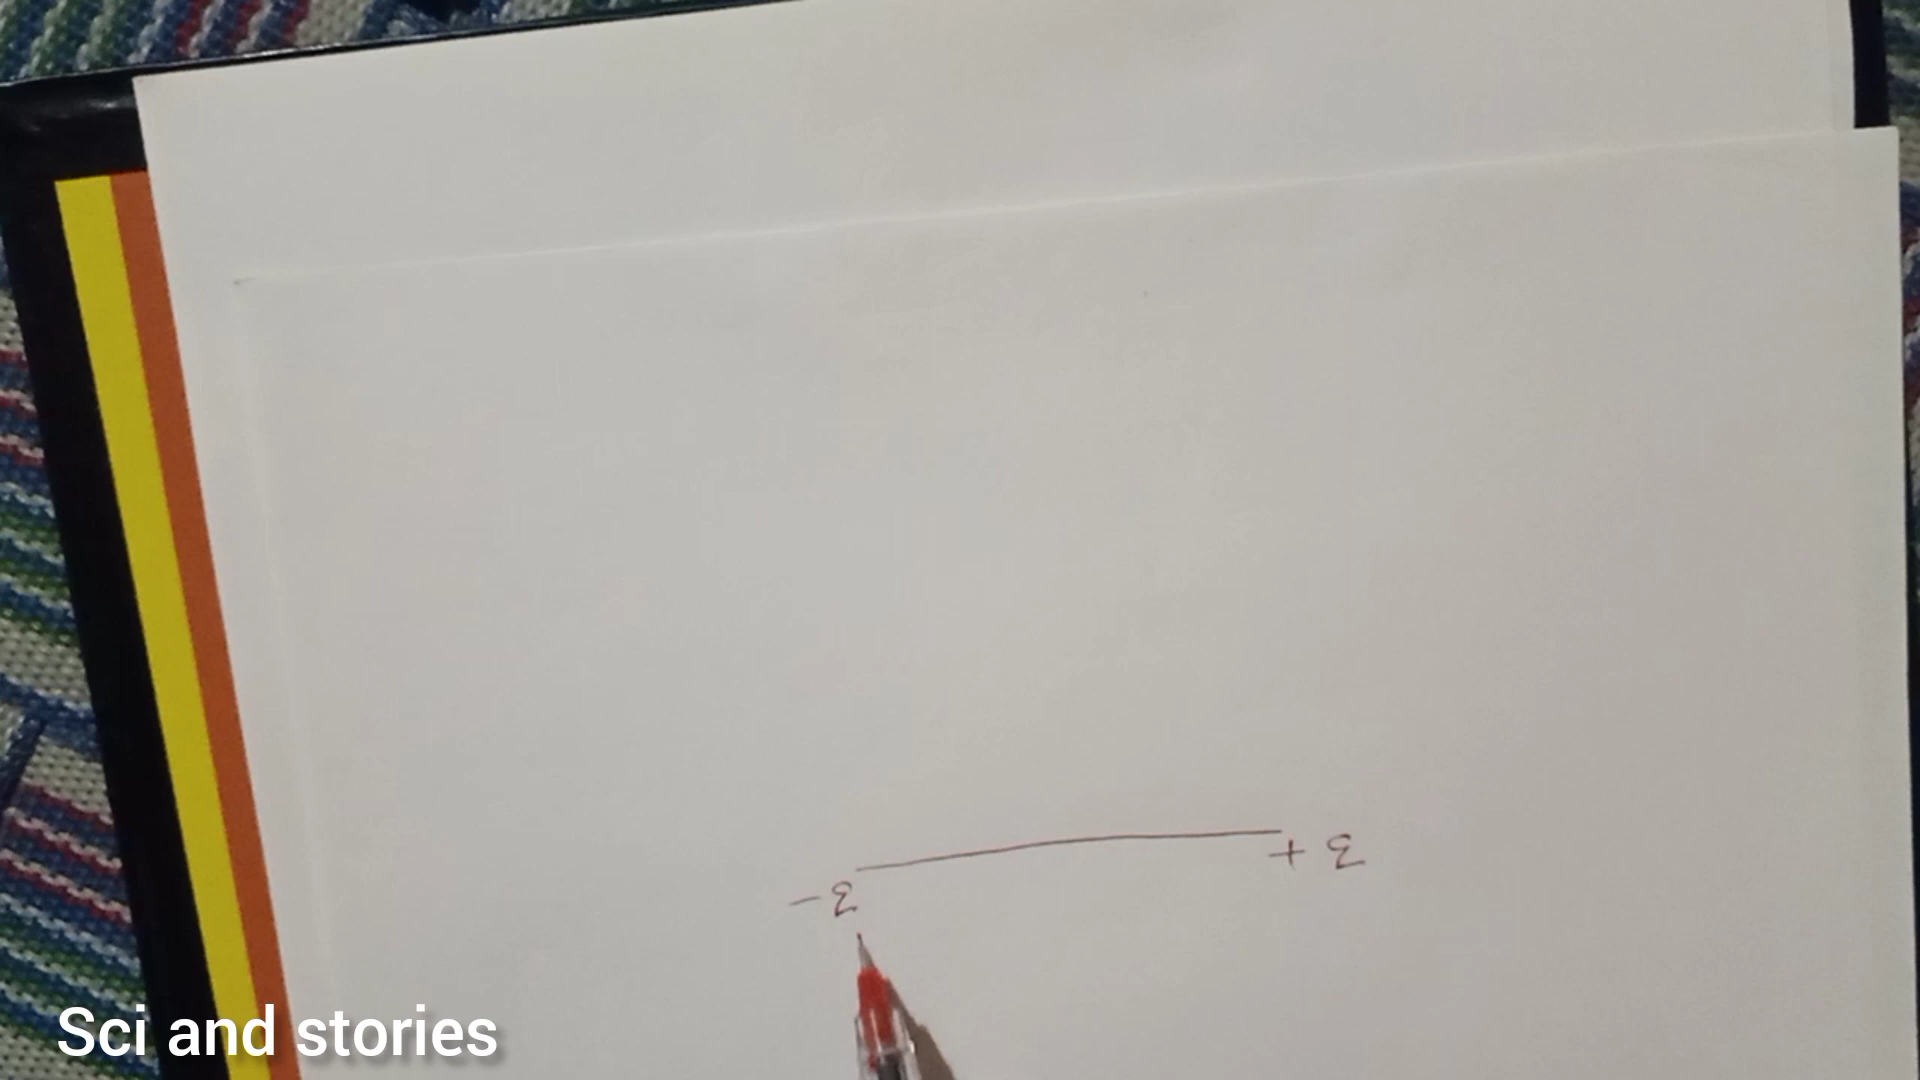 -ε
+ ε
Sci and stories